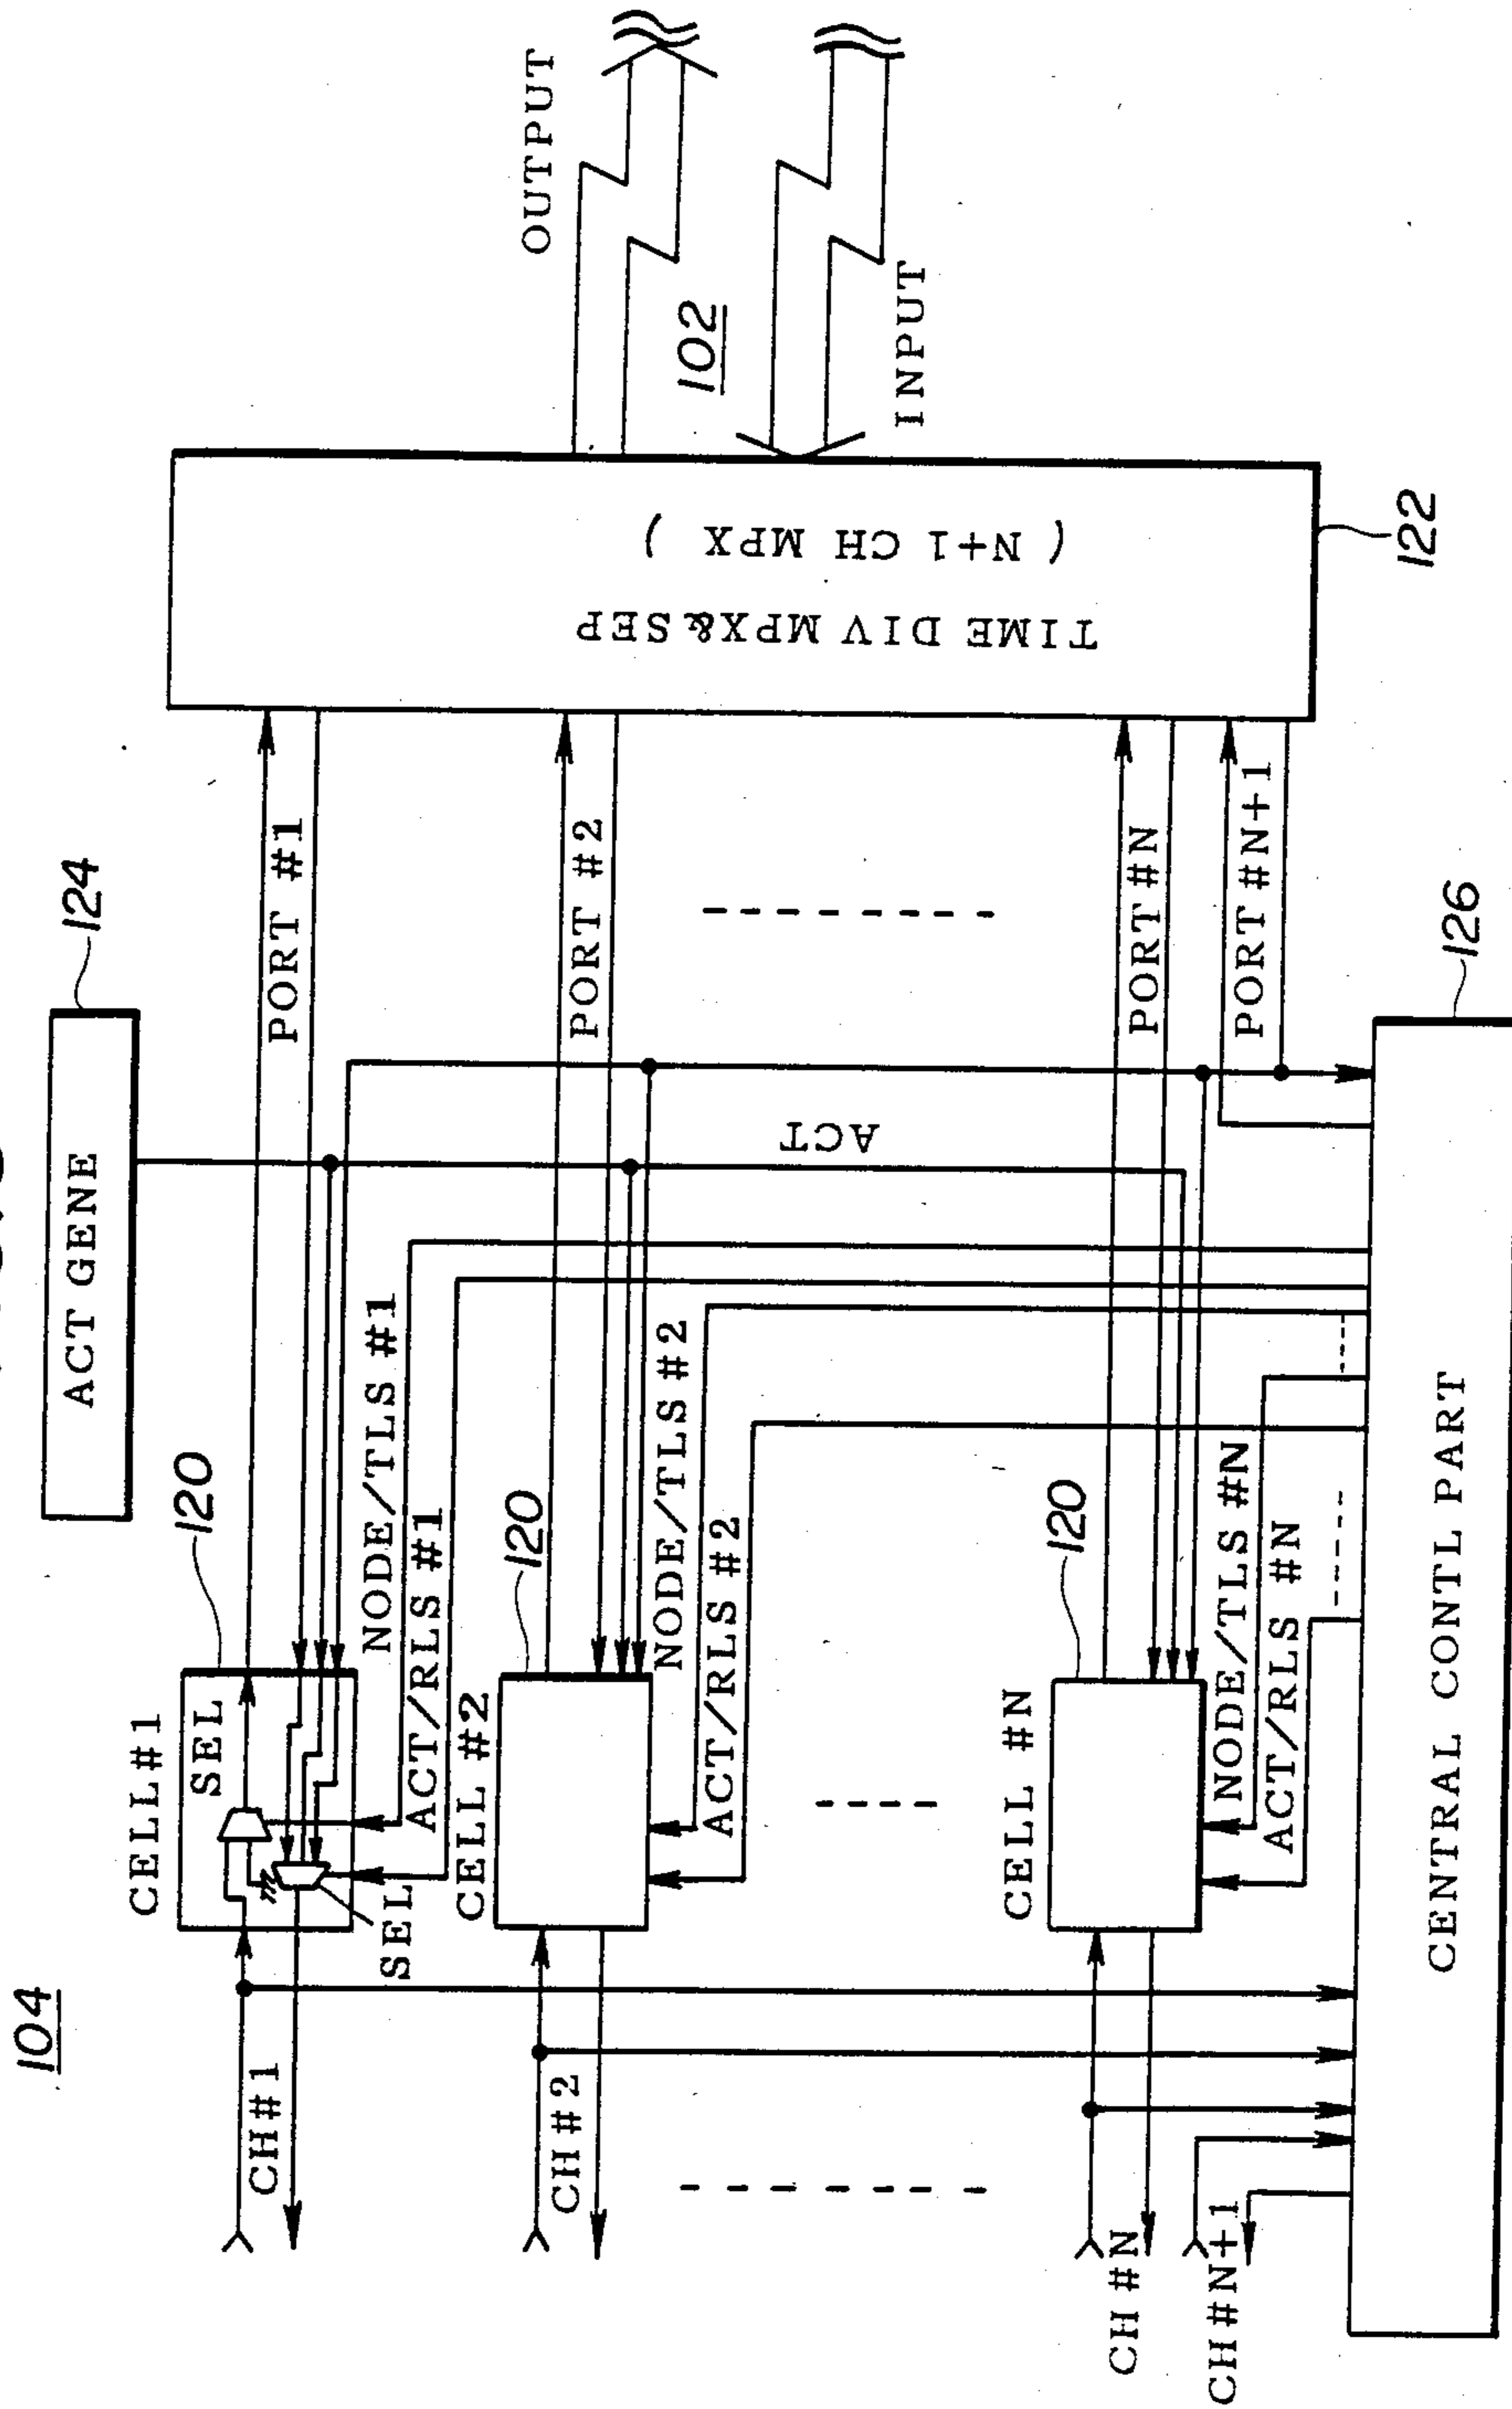 104
ACT GENE
124
CELL#1
SEL
SEL
120
CH#1
PORT #1
NODE/TLS #1
ACT/RLS #1
CELL #2
120
CH#2
PORT #2
NODE/TLS #2
ACT/RLS #2
ACT
CELL #N
120
CH#N
PORT #N
NODE/TLS #N
ACT/RLS #N
CH#N+1
PORT #N+1
TIME DIV MPX&SEP
( N+1 CH MPX )
122
OUTPUT
102
INPUT
CENTRAL CONTL PART
126